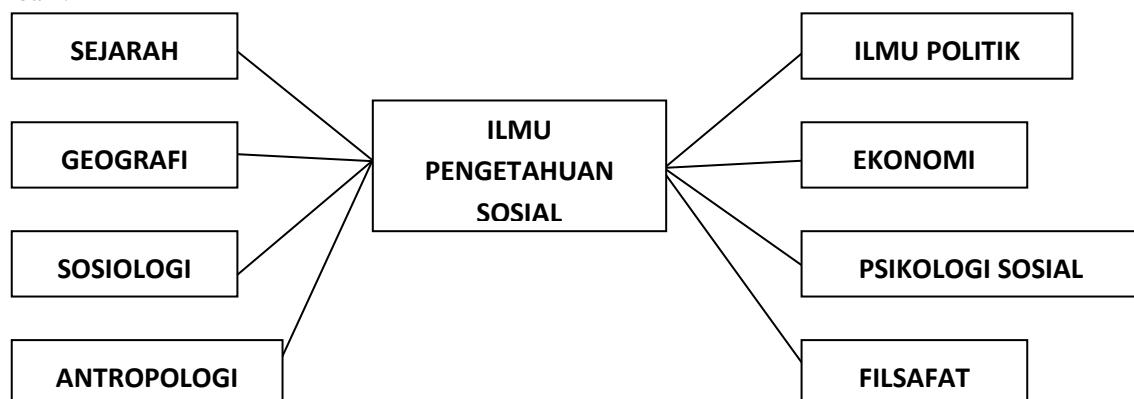 SEJARAH
GEOGRAFI
SOSIOLOGI
ANTROPOLOGI
ILMU
PENGETAHUAN
SOSIAL
ILMU POLITIK
EKONOMI
PSIKOLOGI SOSIAL
FILSAFAT